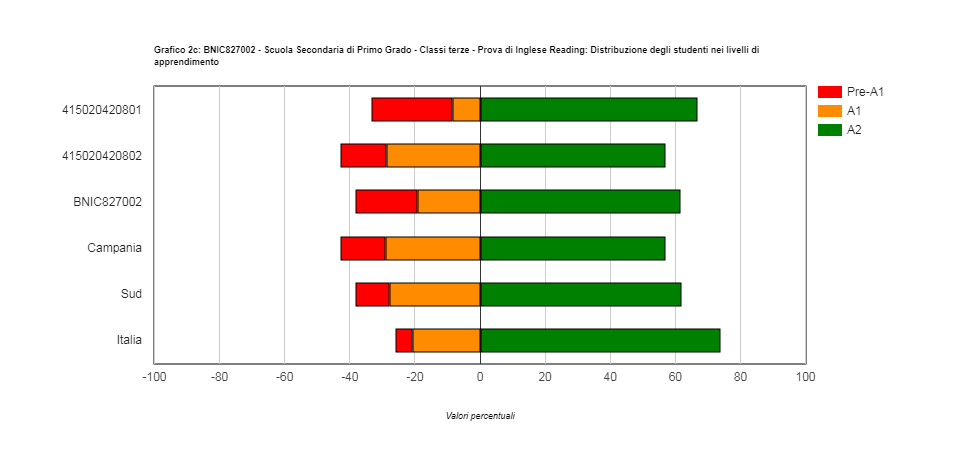 Grafico 2c: BNIC827002 - Scuola Secondaria di Primo Grado - Classi terze - Prova di Inglese Reading: Distribuzione degli studenti nei livelli di
apprendimento
Pre-A1
A1
A2
415020420801
415020420802
BNIC827002
Campania
Sud
Italia
-100 -80 -60 -40 -20 0 20 40 60 80 100
Valori percentuali